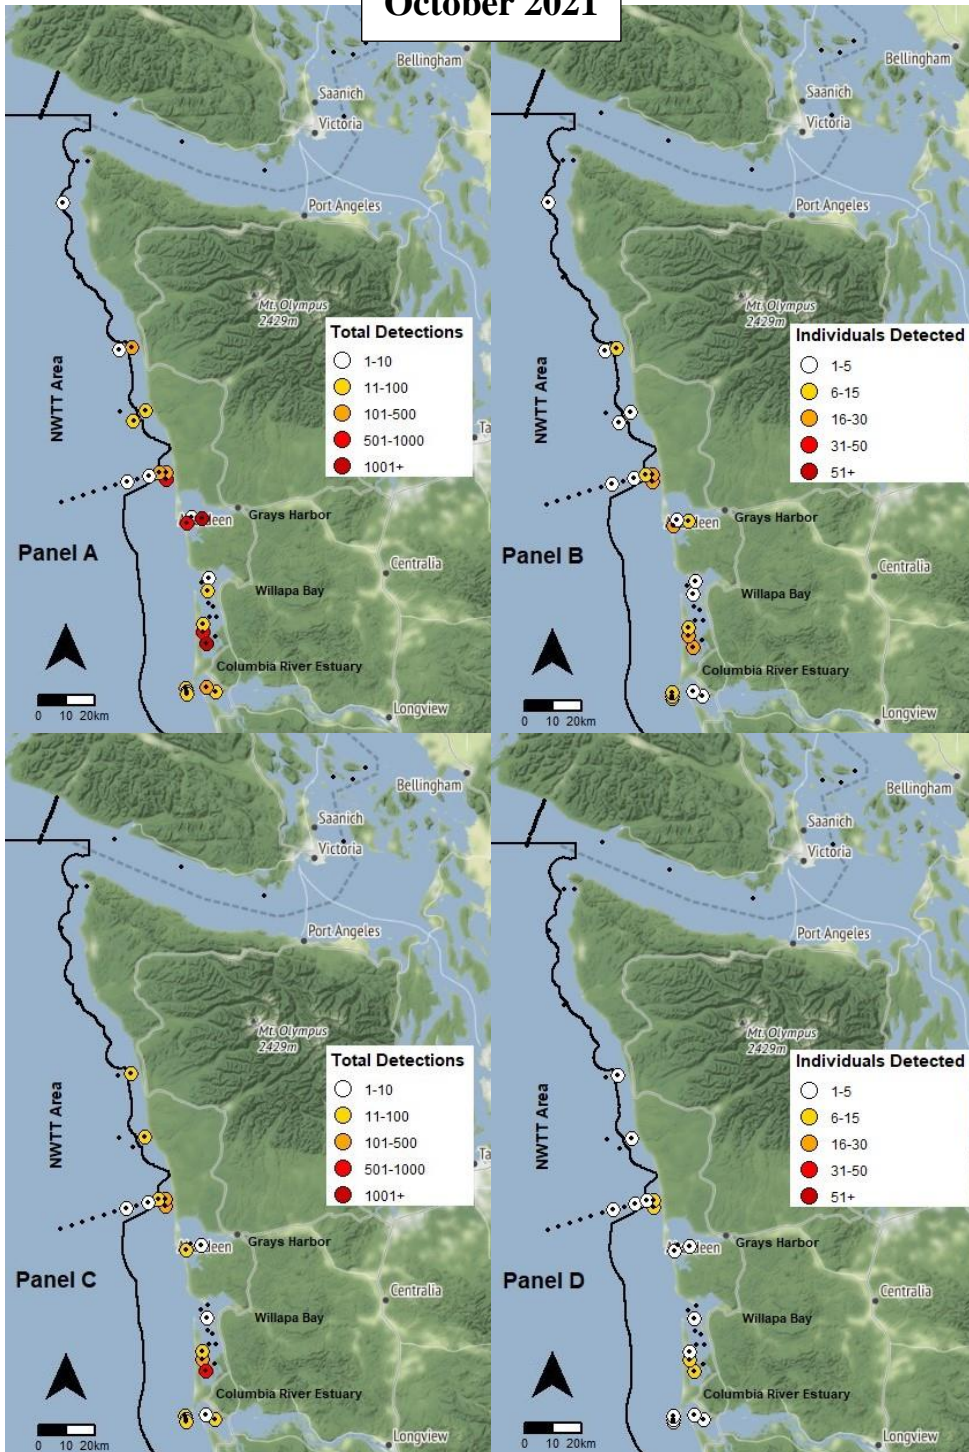 October 2021
Bellingham
Saanich
Victoria
Port Angeles
Mt. Olympus
2429m
Total Detections
1-10
11-100
101-500
501-1000
1001+
NWTT Area
Ta
Grays Harbor
Panel A
Centralia
Willapa Bay
Columbia River Estuary
0 10 20km
Longview
Bellingham
Saanich
Victoria
Port Angeles
Mt. Olympus
2429m
Individuals Detected
1-5
6-15
16-30
31-50
51+
NWTT Area
Grays Harbor
Panel B
Centralia
Willapa Bay
Columbia River Estuary
0 10 20km
Longview
Bellingham
Saanich
Victoria
Port Angeles
Mt. Olympus
2429m
Total Detections
1-10
11-100
101-500
501-1000
1001+
NWTT Area
Ta
Grays Harbor
Panel C
Centralia
Willapa Bay
Columbia River Estuary
0 10 20km
Longview
Bellingham
Saanich
Victoria
Port Angeles
Mt. Olympus
2429m
Individuals Detected
1-5
6-15
16-30
31-50
51+
NWTT Area
Grays Harbor
Panel D
Centralia
Willapa Bay
Columbia River Estuary
0 10 20km
Longview